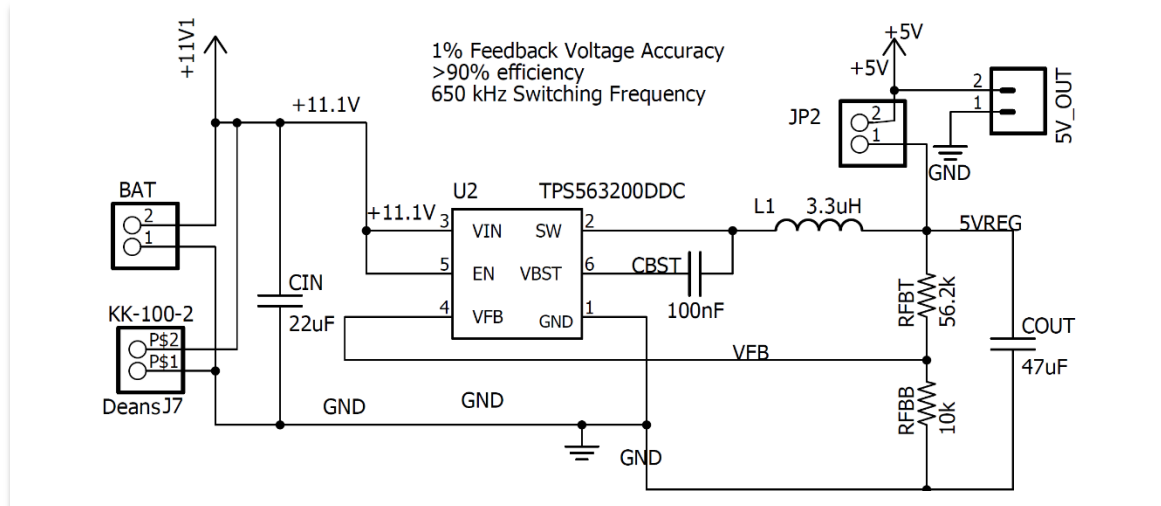 +11V1
1% Feedback Voltage Accuracy
>90% efficiency
650 kHz Switching Frequency
+5V
+5V
2
1
5V_OUT
JP2
2
1
GND
+11.1V
BAT
2
1
U2
TPS563200DDC
+11.1V
3
VIN
SW
2
L1
3.3uH
5VREG
5
EN
VBST
6
CBST
100nF
4
VFB
GND
1
CIN
22uF
RFBT
56.2k
KK-100-2
P$2
P$1
DeansJ7
VFB
COUT
47uF
RFBB
10k
GND
GND
GND